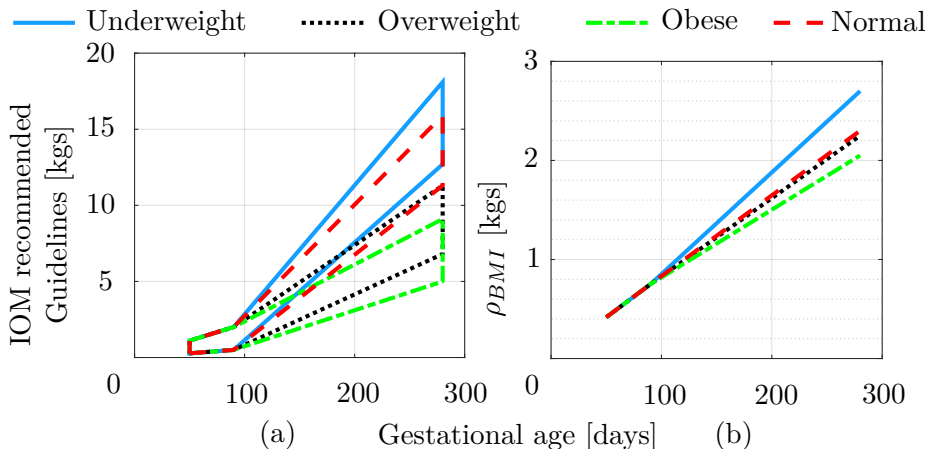 Underweight Overweight Obese Normal
IOM recommended
Guidelines [kgs]
20
15
10
5
0
100 200 300
(a)
ρBMI [kgs]
3
2
1
0
100 200 300
(b)
Gestational age [days]